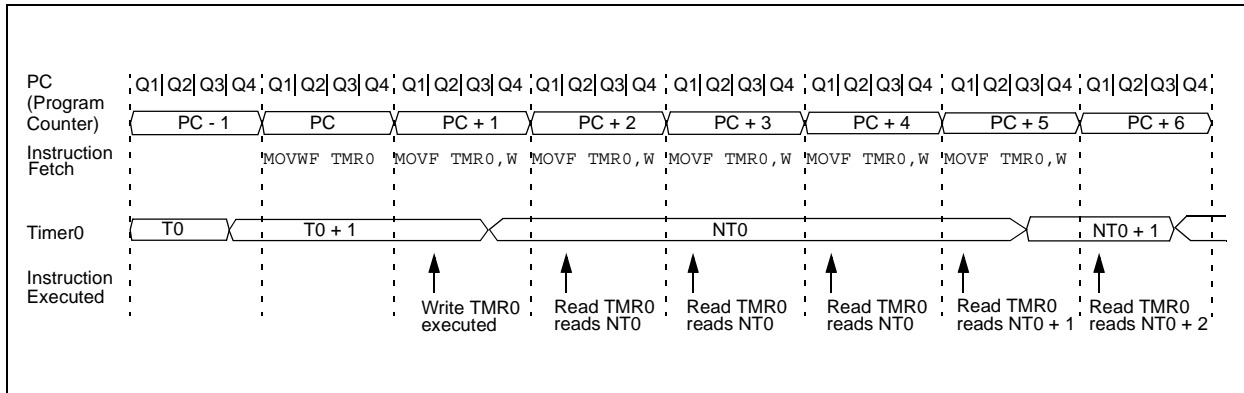 PC
(Program
Counter)
Q1 Q2 Q3 Q4 Q1 Q2 Q3 Q4 Q1 Q2 Q3 Q4 Q1 Q2 Q3 Q4 Q1 Q2 Q3 Q4 Q1 Q2 Q3 Q4 Q1 Q2 Q3 Q4 Q1 Q2 Q3 Q4
PC - 1 PC PC + 1 PC + 2 PC + 3 PC + 4 PC + 5 PC + 6
Instruction
Fetch
MOVWF TMR0 MOVF TMR0,W MOVF TMR0,W MOVF TMR0,W MOVF TMR0,W MOVF TMR0,W
Timer0
T0 T0 + 1 NT0 NT0 + 1
Instruction
Executed
Write TMR0
executed
Read TMR0
reads NT0
Read TMR0
reads NT0
Read TMR0
reads NT0
Read TMR0
reads NT0 + 1
Read TMR0
reads NT0 + 2